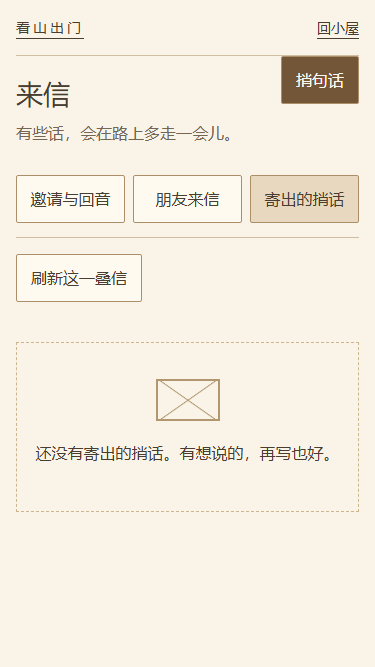 看山出门
回小屋
捎句话
来信
有些话，会在路上多走一会儿。
邀请与回音
朋友来信
寄出的捎话
刷新这一叠信
还没有寄出的捎话。有想说的，再写也好。